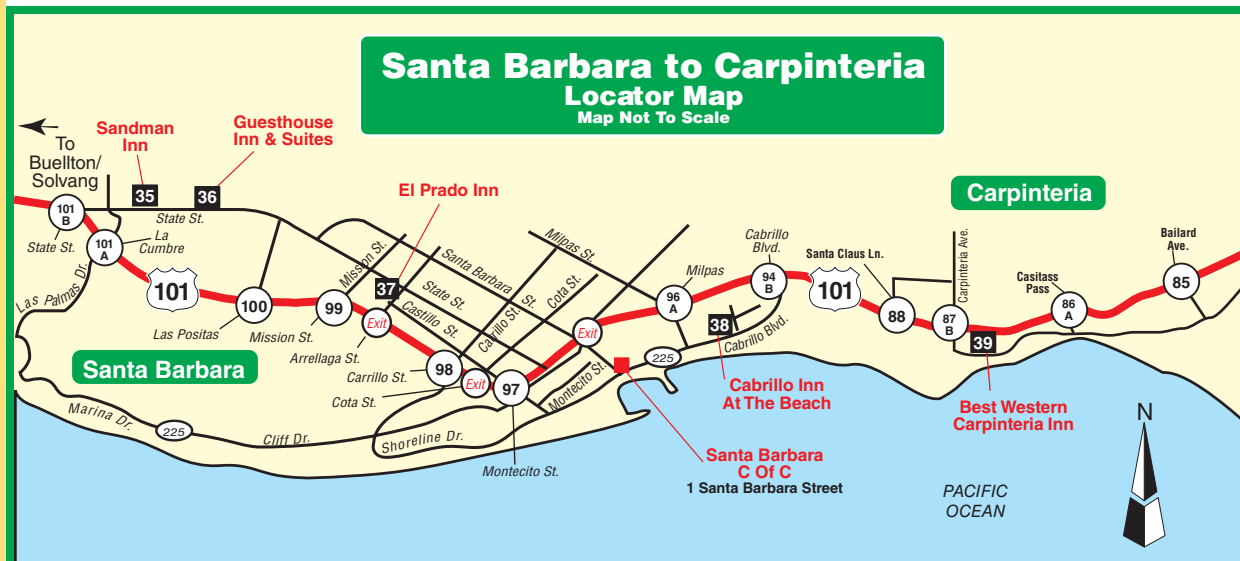 Santa Barbara to Carpinteria
Locator Map
Map Not To Scale
To
Buellton/
Solvang
Sandman
Inn
Guesthouse
Inn & Suites
El Prado Inn
Carpinteria
35
36
37
38
39
101
B
State St.
101
A
La
Cumbre
State St.
Las Palmas Dr.
101
100
Las Positas
99
Mission St.
Mission St.
Exit
Arrellaga St.
98
Carrillo St.
Exit
Cota St.
97
Montecito St.
Santa Barbara St.
State St.
Castillo St.
Carrillo St.
Cota St.
Milpas St.
Exit
Montecito St.
96
A
Milpas
Cabrillo
Blvd.
94
B
101
Santa Claus Ln.
88
Carpinteria Ave.
87
B
Casitass
Pass
86
A
Bailard
Ave.
85
Santa Barbara
Marina Dr.
225
Cliff Dr.
Shoreline Dr.
225
Cabrillo Blvd.
Cabrillo Inn
At The Beach
Best Western
Carpinteria Inn
Santa Barbara
C Of C
1 Santa Barbara Street
PACIFIC
OCEAN
N